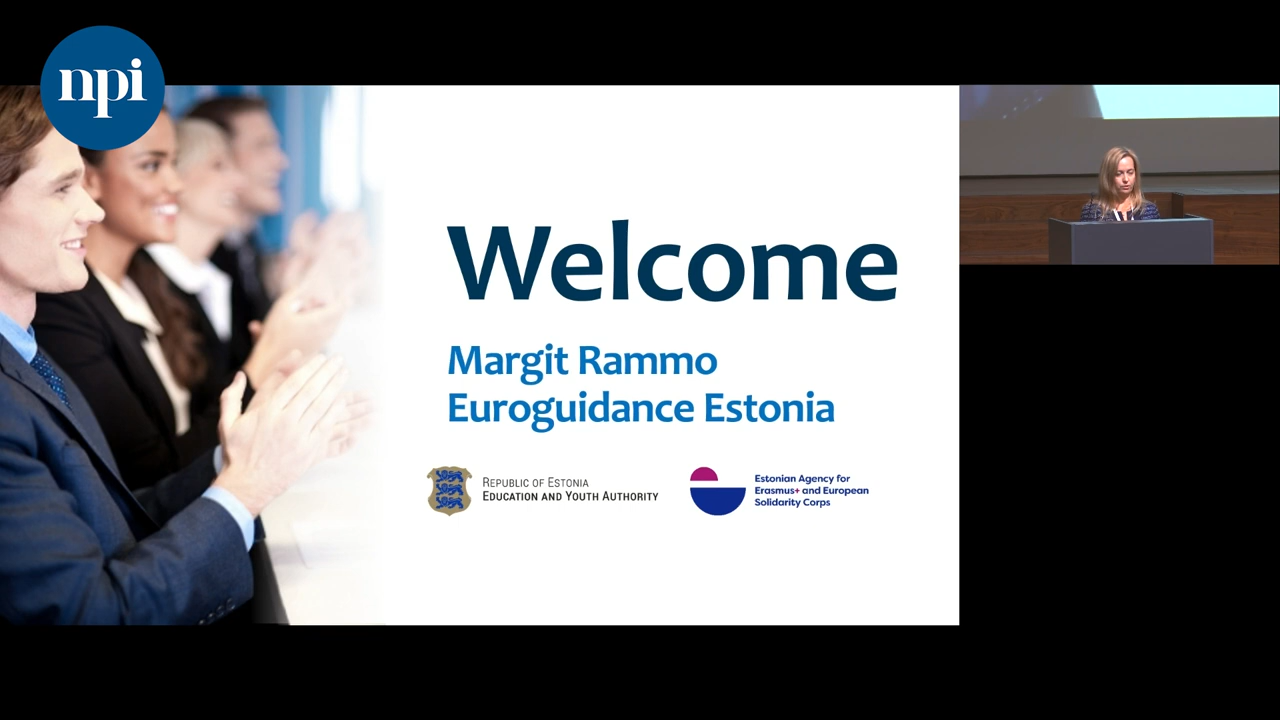 npi
Welcome
Margit Rammo
Euroguidance Estonia
Republic of Estonia
Education and Youth Authority
Estonian Agency for
Erasmus+ and European
Solidarity Corps